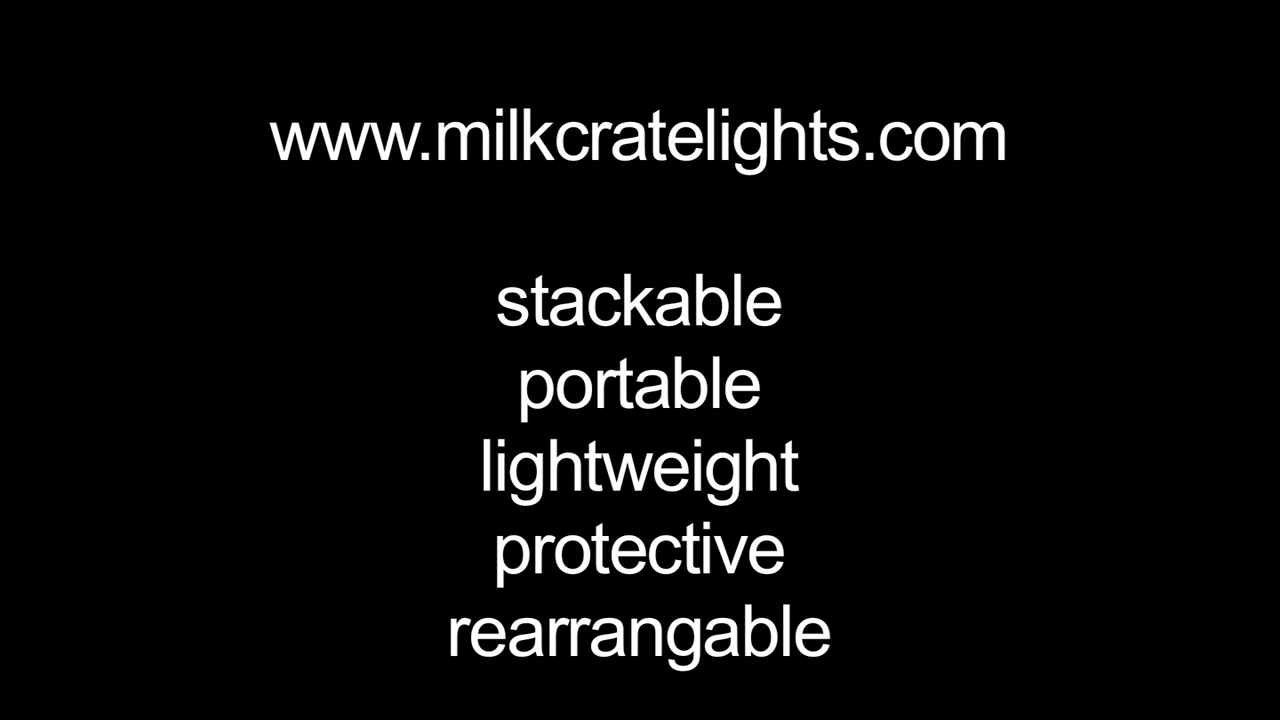 www.milkcratelights.com
stackable
portable
lightweight
protective
rearrangable